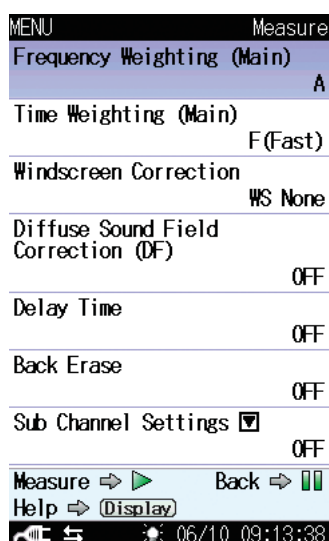 MENU Measure
Frequency Weighting (Main)
A
Time Weighting (Main)
F(Fast)
Windscreen Correction
WS None
Diffuse Sound Field
Correction (DF)
OFF
Delay Time
OFF
Back Erase
OFF
Sub Channel Settings ▼
OFF
Measure ⇨ ▷ Back ⇨ ▯▯
Help ⇨ Display
06/10 09:13:38